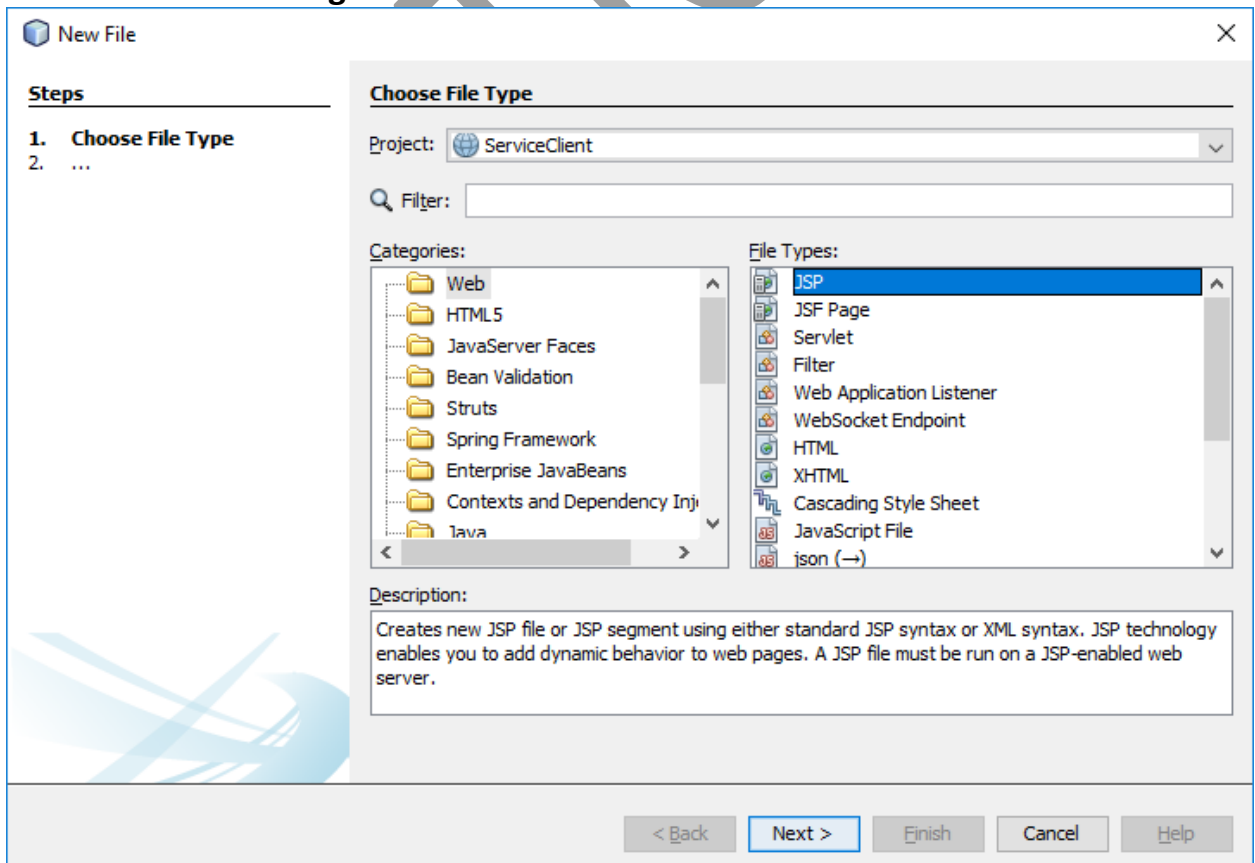 g
New File
Steps
Choose File Type
1. Choose File Type
2. ...
Project: ServiceClient
Filter:
Categories:
File Types:
Web
HTML5
JavaServer Faces
Bean Validation
Struts
Spring Framework
Enterprise JavaBeans
Contexts and Dependency Inj
Java
JSP
JSF Page
Servlet
Filter
Web Application Listener
WebSocket Endpoint
HTML
XHTML
Cascading Style Sheet
JavaScript File
json (→)
Description:
Creates new JSP file or JSP segment using either standard JSP syntax or XML syntax. JSP technology
enables you to add dynamic behavior to web pages. A JSP file must be run on a JSP-enabled web
server.
< Back Next > Finish Cancel Help